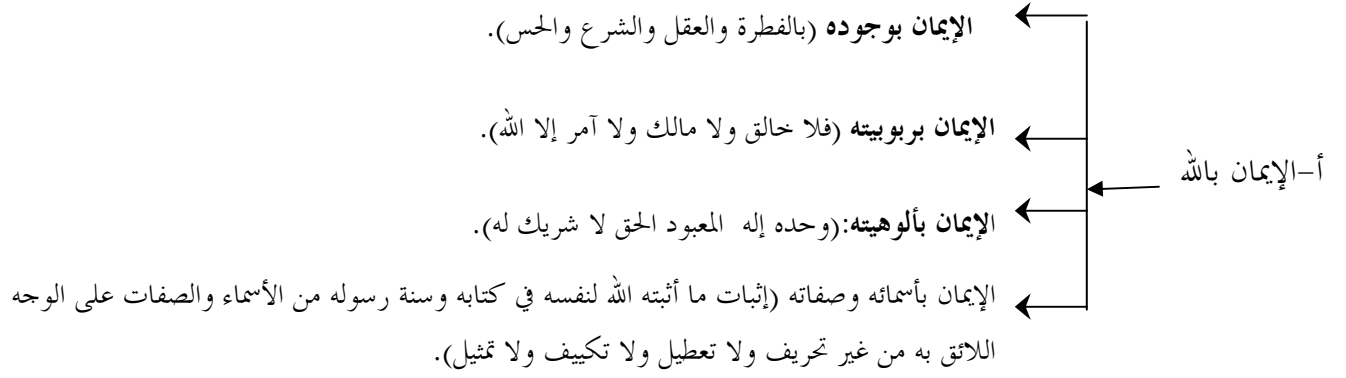 الإيمان بوجوده (بالفطرة والعقل والشرع والحس).
الإيمان بربوبيته (فلا خالق ولا مالك ولا آمر إلا الله).
أ-الإيمان بالله
الإيمان بألوهيته:(وحده إله المعبود الحق لا شريك له).
الإيمان بأسمائه وصفاته (إثبات ما أثبته الله لنفسه في كتابه وسنة رسوله من الأسماء والصفات على الوجه
اللائق به من غير تحريف ولا تعطيل ولا تكييف ولا تمثيل).